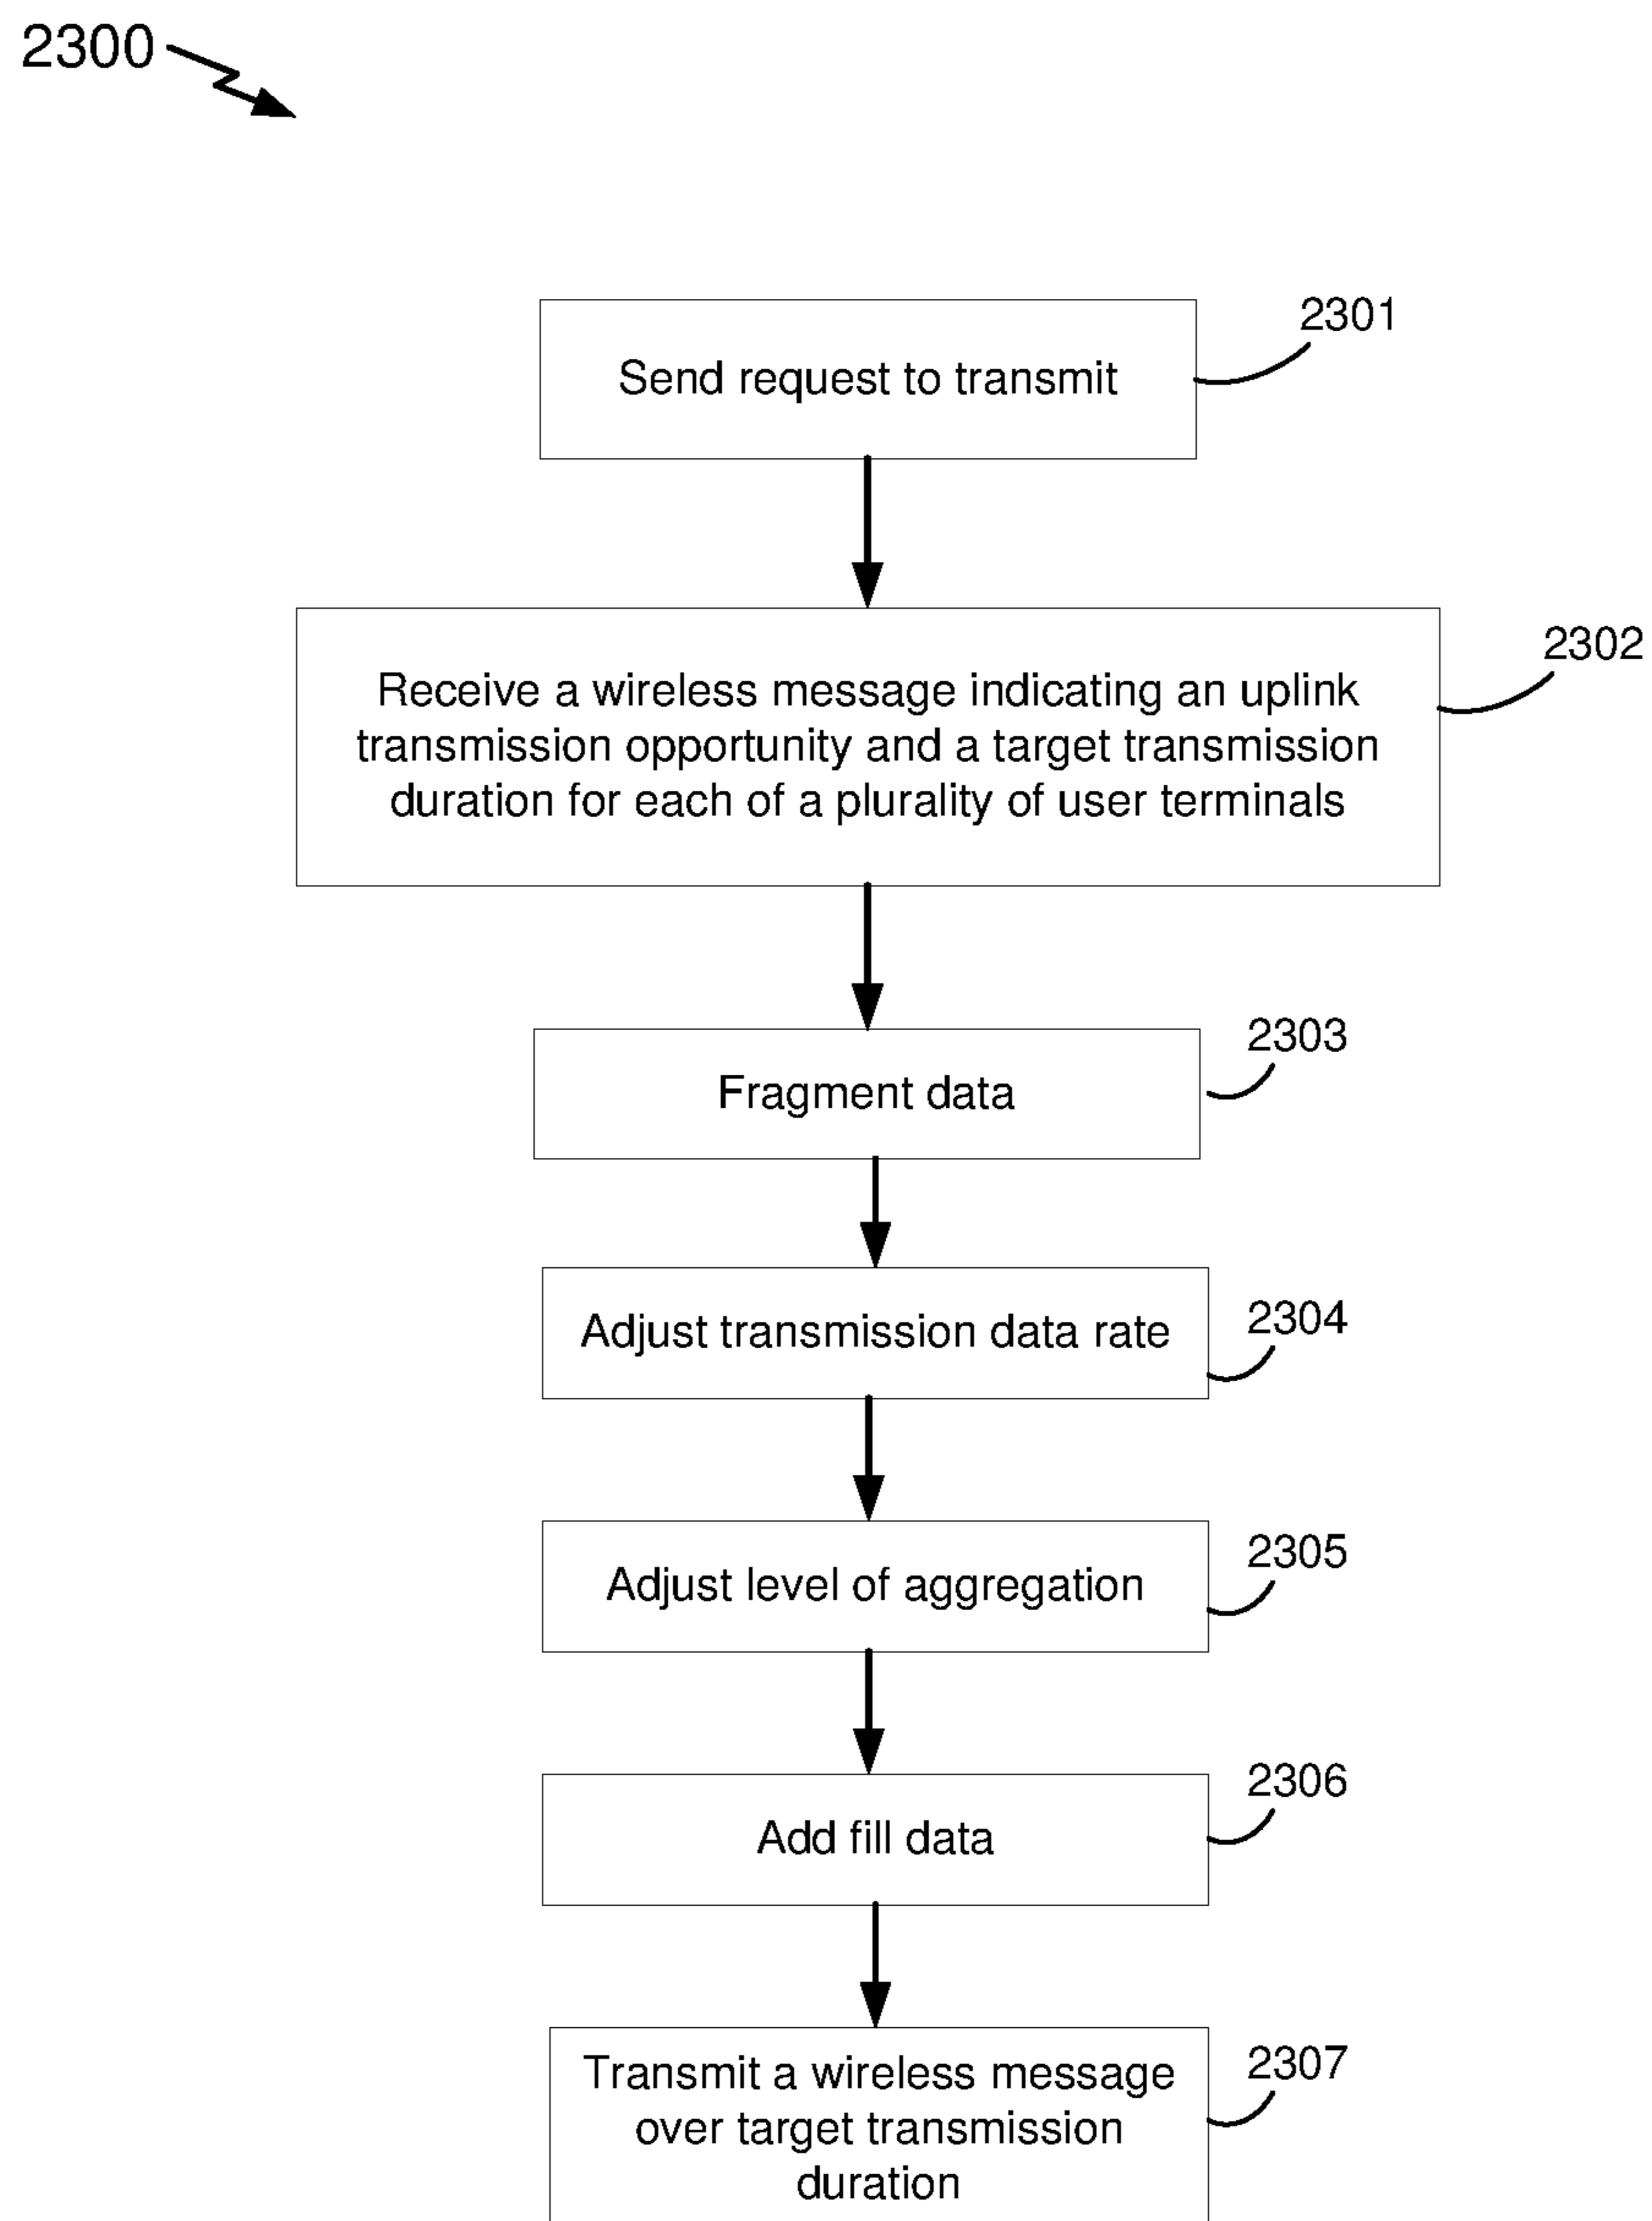 2300
2301
Send request to transmit
2302
Receive a wireless message indicating an uplink
transmission opportunity and a target transmission
duration for each of a plurality of user terminals
2303
Fragment data
2304
Adjust transmission data rate
2305
Adjust level of aggregation
2306
Add fill data
2307
Transmit a wireless message
over target transmission
duration